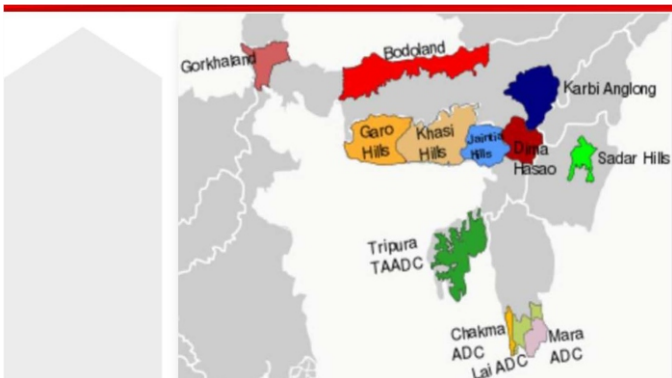 Gorkhaland
Bodoland
Karbi Anglong
Garo
Hills
Khasi
Hills
Jaintia
Hills
Dima
Hasao
Sadar Hills
Tripura
TAADC
Chakma
ADC
Lai ADC
Mara
ADC